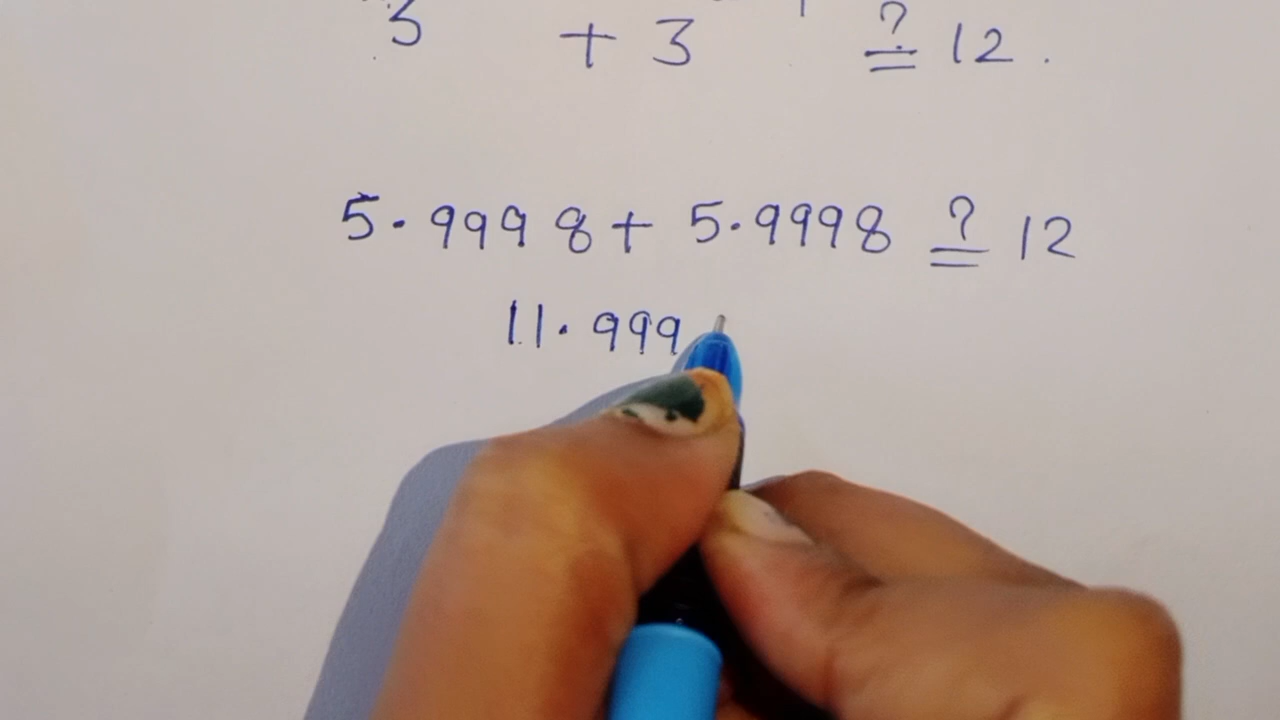 3 + 3 ≟ 12.
5.9998 + 5.9998 ≟ 12
11.999